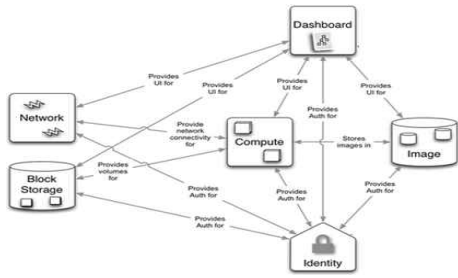 Dashboard
Provides
UI for
Provides
UI for
Provides
UI for
Provides
UI for
Network
Provide
network
connectivity
for
Provides
Auth for
Compute
Stores
images in
Image
Block
Storage
Provides
volumes
for
Provides
Auth for
Provides
Auth for
Provides
Auth for
Provides
Auth for
Identity